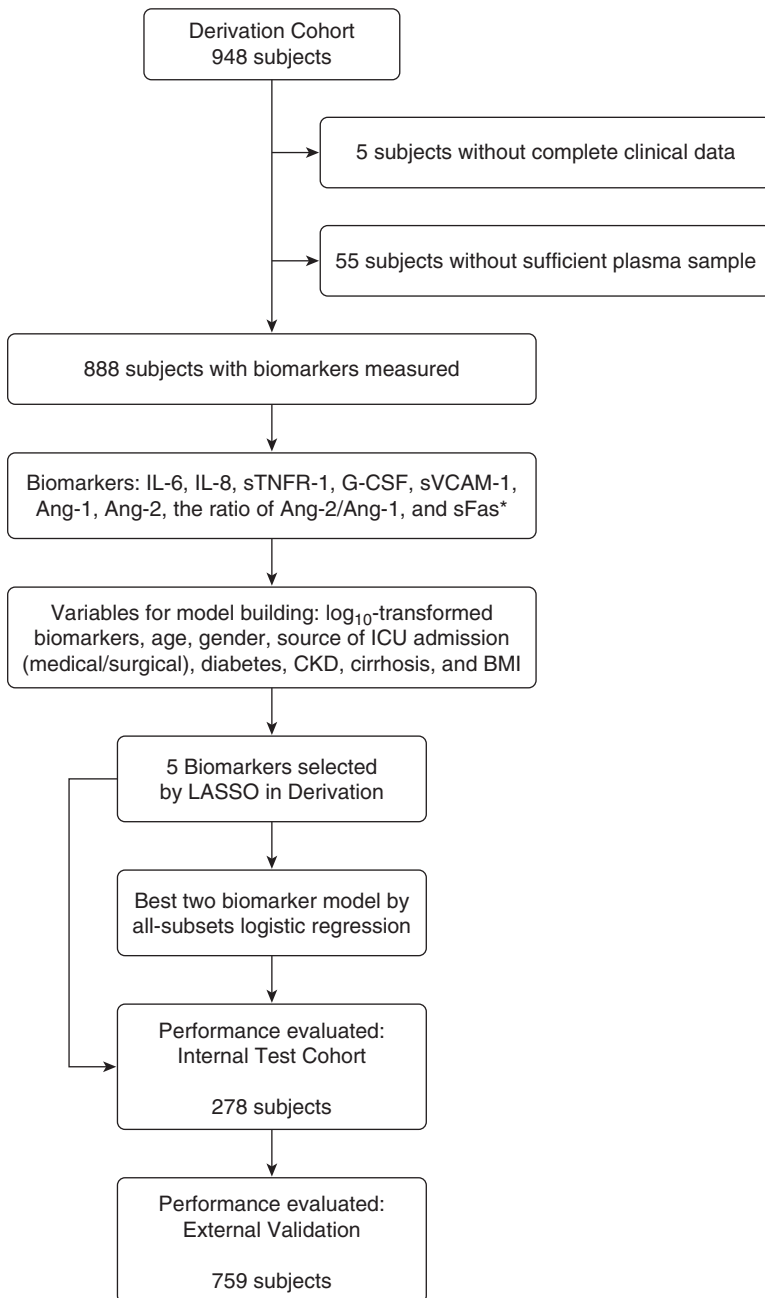 Derivation Cohort
948 subjects
5 subjects without complete clinical data
55 subjects without sufficient plasma sample
888 subjects with biomarkers measured
Biomarkers: IL-6, IL-8, sTNFR-1, G-CSF, sVCAM-1,
Ang-1, Ang-2, the ratio of Ang-2/Ang-1, and sFas*
Variables for model building: log₁₀-transformed
biomarkers, age, gender, source of ICU admission
(medical/surgical), diabetes, CKD, cirrhosis, and BMI
5 Biomarkers selected
by LASSO in Derivation
Best two biomarker model by
all-subsets logistic regression
Performance evaluated:
Internal Test Cohort
278 subjects
Performance evaluated:
External Validation
759 subjects